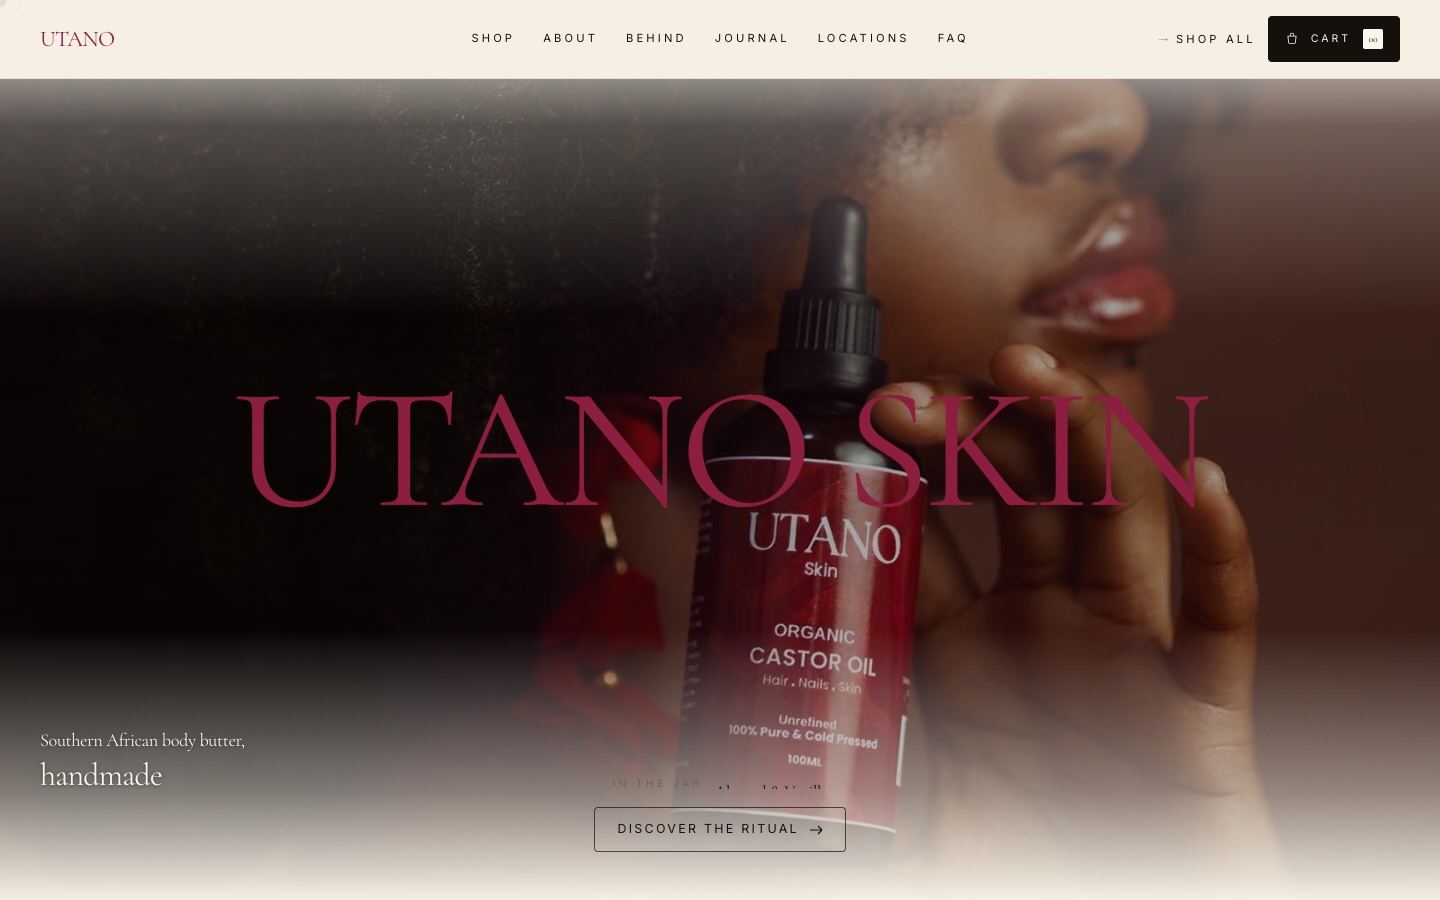 UTANO
SHOP ABOUT BEHIND JOURNAL LOCATIONS FAQ
→ SHOP ALL
CART 00
UTANO SKIN
UTANO
Skin
ORGANIC
CASTOR OIL
Hair . Nails . Skin
Unrefined
100% Pure & Cold Pressed
100ML
Southern African body butter,
handmade
IN THE JAR
DISCOVER THE RITUAL →